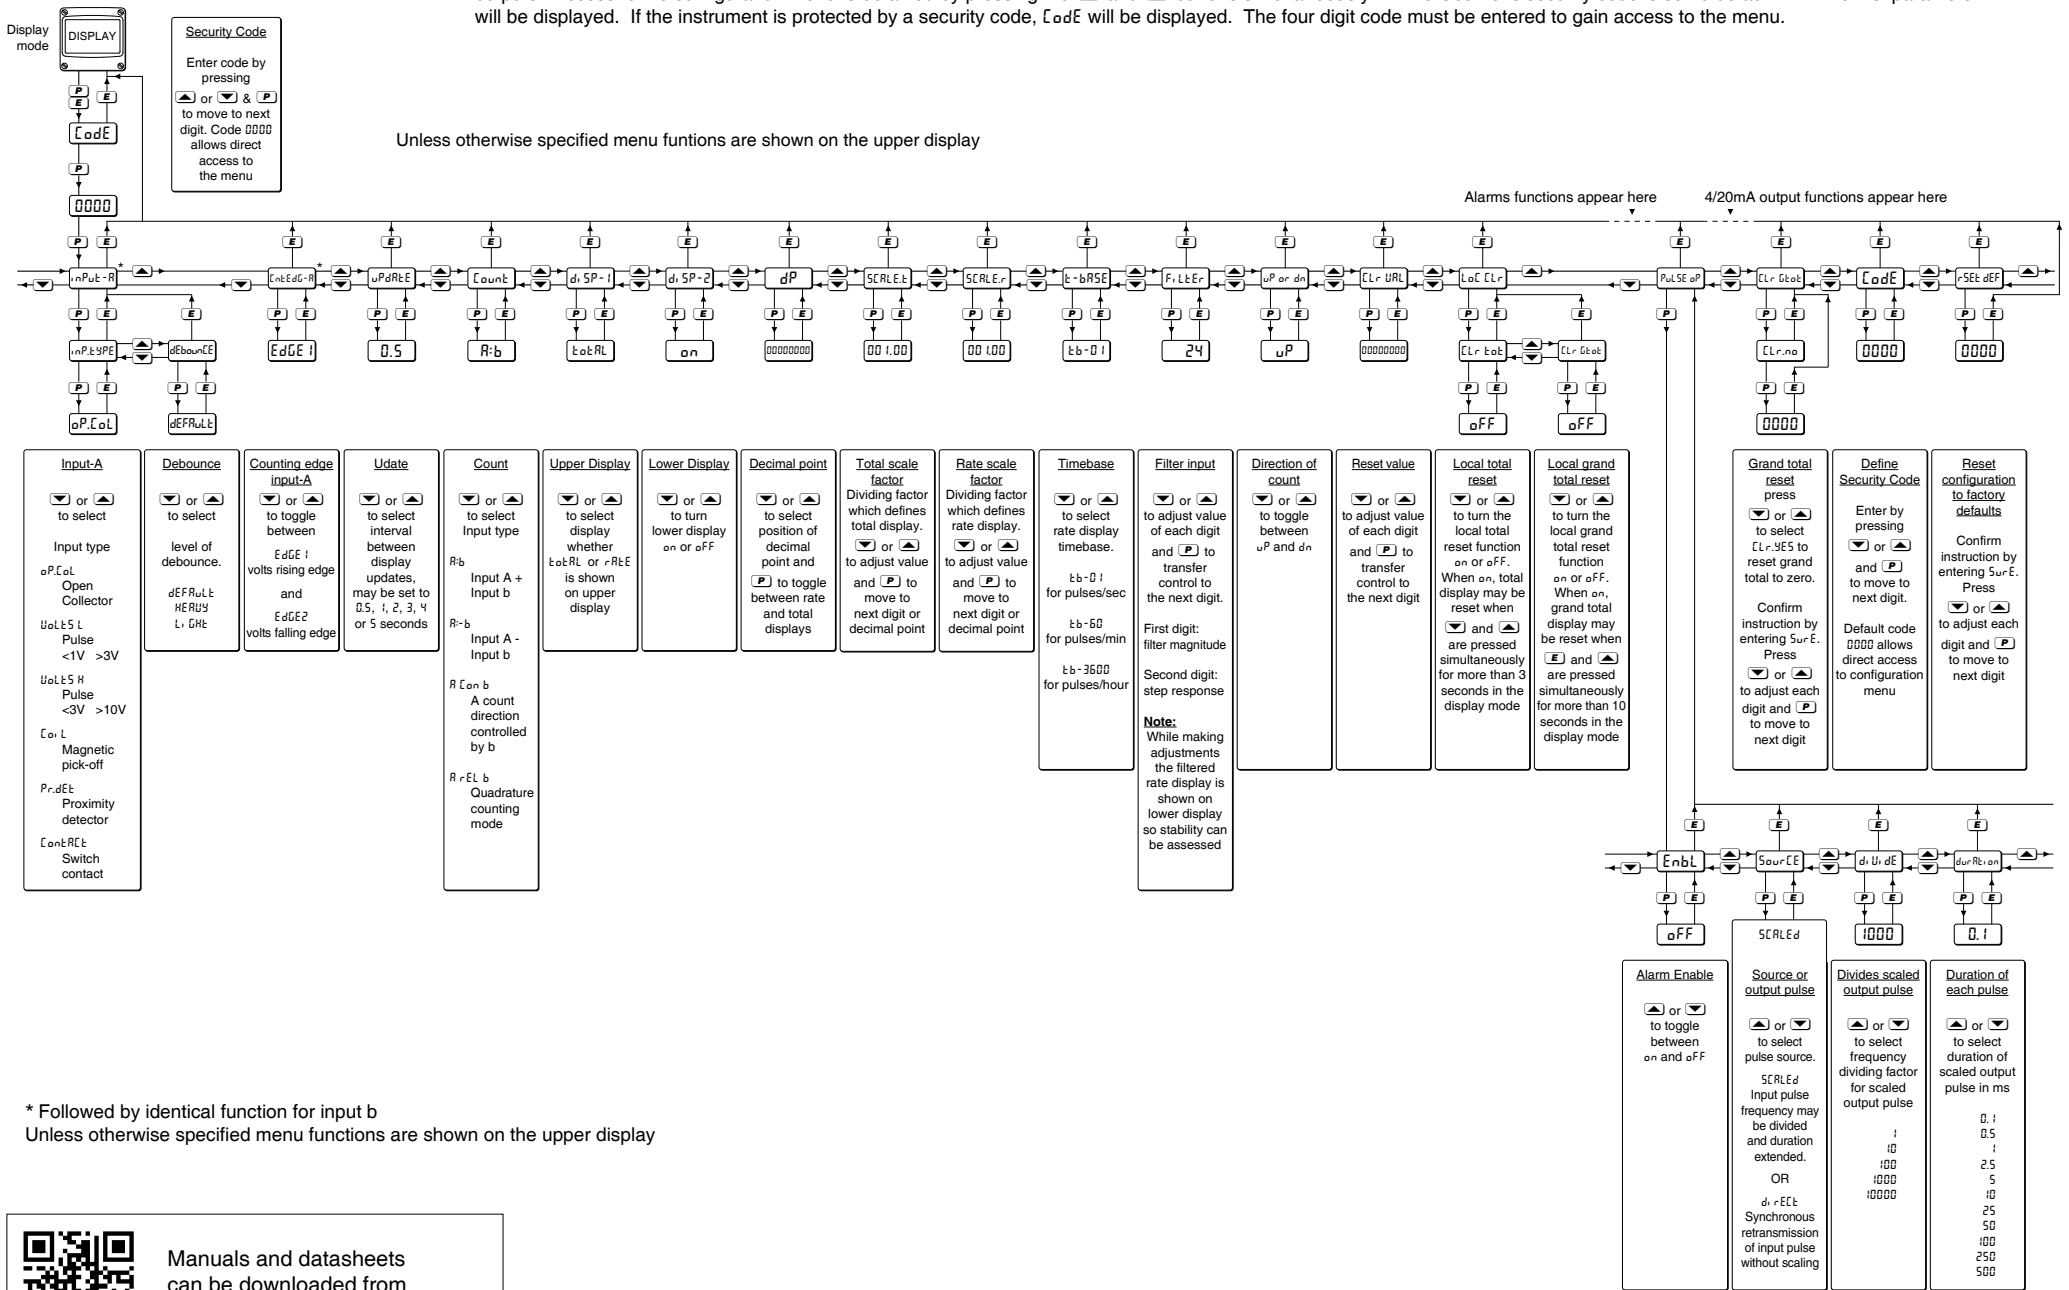 will be displayed. If the instrument is protected by a security code, CodE will be displayed. The four digit code must be entered to gain access to the menu.
Display
mode
DISPLAY
Security Code
Enter code by
pressing
or & P
to move to next
digit. Code 0000
allows direct
access to
the menu
P
E
E
CodE
P
0000
Unless otherwise specified menu funtions are shown on the upper display
Alarms functions appear here
4/20mA output functions appear here
P E E E E E E E E E E E E E E E E E E
inPut-A * CntEdG-A * uPdAtE Count diSP-1 diSP-2 dP SCALE.t SCALE.r t-bASE FiLtEr uP or dn CLr VAL LoC CLr PuLSE oP CLr Gtot CodE rSEt dEF
P E E P E P E P E P E P E P E P E P E P E P E P E P E P E P P E P E P E
inP.tYPE dEbounCE EdGE 1 0.5 A:b totAL on 00000000 001.00 001.00 tb-01 24 uP 00000000 CLr tot CLr Gtot CLr.no 0000 0000
P E P E P E P E P E
oP.CoL dEFAuLt oFF oFF 0000
Input-A
or
to select
Input type
oP.CoL
Open
Collector
VoLtS L
Pulse
<1V >3V
VoLtS H
Pulse
<3V >10V
CoiL
Magnetic
pick-off
Pr.dEt
Proximity
detector
ContACt
Switch
contact
Debounce
or
to select
level of
debounce.
dEFAuLt
HEAVY
LiGHt
Counting edge
input-A
or
to toggle
between
EdGE 1
volts rising edge
and
EdGE2
volts falling edge
Udate
or
to select
interval
between
display
updates,
may be set to
0.5, 1, 2, 3, 4
or 5 seconds
Count
or
to select
Input type
A:b
Input A +
Input b
A:-b
Input A -
Input b
A Con b
A count
direction
controlled
by b
A rEL b
Quadrature
counting
mode
Upper Display
or
to select
display
whether
totAL or rAtE
is shown
on upper
display
Lower Display
or
to turn
lower display
on or oFF
Decimal point
or
to select
position of
decimal
point and
P to toggle
between rate
and total
displays
Total scale
factor
Dividing factor
which defines
total display.
or
to adjust value
and P to
move to
next digit or
decimal point
Rate scale
factor
Dividing factor
which defines
rate display.
or
to adjust value
and P to
move to
next digit or
decimal point
Timebase
or
to select
rate display
timebase.
tb-01
for pulses/sec
tb-60
for pulses/min
tb-3600
for pulses/hour
Filter input
or
to adjust value
of each digit
and P to
transfer
control to
the next digit.
First digit:
filter magnitude
Second digit:
step response
Note:
While making
adjustments
the filtered
rate display is
shown on
lower display
so stability can
be assessed
Direction of
count
or
to toggle
between
uP and dn
Reset value
or
to adjust value
of each digit
and P to
transfer
control to
the next digit
Local total
reset
or
to turn the
local total
reset function
on or oFF.
When on, total
display may be
reset when
and
are pressed
simultaneously
for more than 3
seconds in the
display mode
Local grand
total reset
or
to turn the
local grand
total reset
function
on or oFF.
When on,
grand total
display may
be reset when
E and
are pressed
simultaneously
for more than 10
seconds in the
display mode
Grand total
reset
press
or
to select
CLr.YES to
reset grand
total to zero.
Confirm
instruction by
entering SurE.
Press
or
to adjust each
digit and P
to move to
next digit
Define
Security Code
Enter by
pressing
or
and P
to move to
next digit.
Default code
0000 allows
direct access
to configuration
menu
Reset
configuration
to factory
defaults
Confirm
instruction by
entering SurE.
Press
or
to adjust each
digit and P
to move to
next digit
E E E E
EnbL SourCE diVidE durAtion
P E P E P E P E
oFF SCALEd 1000 0.1
Alarm Enable
or
to toggle
between
on and oFF
Source or
output pulse
or
to select
pulse source.
SCALEd
Input pulse
frequency may
be divided
and duration
extended.
OR
dirECt
Synchronous
retransmission
of input pulse
without scaling
Divides scaled
output pulse
or
to select
frequency
dividing factor
for scaled
output pulse
1
10
100
1000
10000
Duration of
each pulse
or
to select
duration of
scaled output
pulse in ms
0.1
0.5
1
2.5
5
10
25
50
100
250
500
* Followed by identical function for input b
Unless otherwise specified menu functions are shown on the upper display
Manuals and datasheets
can be downloaded from